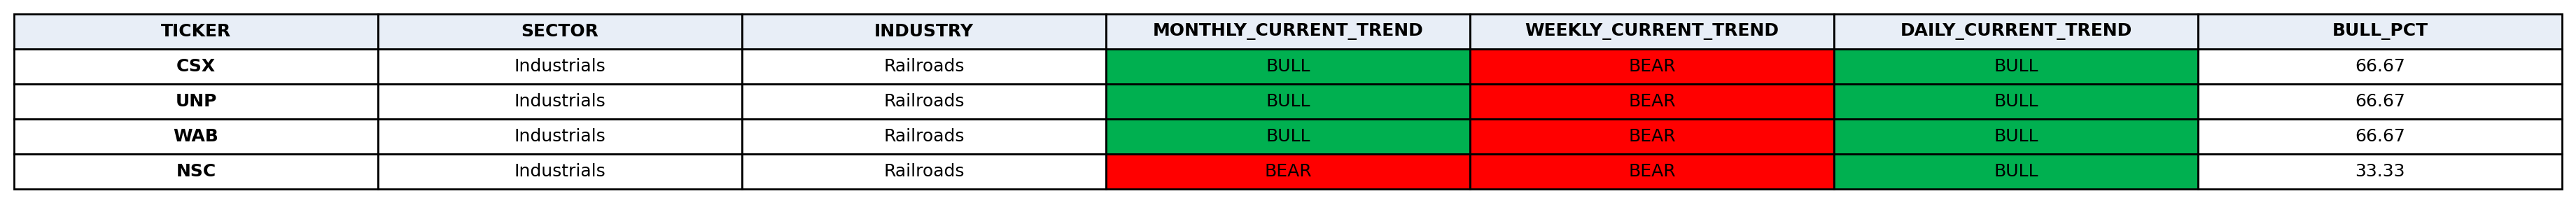 TICKER SECTOR INDUSTRY MONTHLY_CURRENT_TREND WEEKLY_CURRENT_TREND DAILY_CURRENT_TREND BULL_PCT
CSX Industrials Railroads BULL BEAR BULL 66.67
UNP Industrials Railroads BULL BEAR BULL 66.67
WAB Industrials Railroads BULL BEAR BULL 66.67
NSC Industrials Railroads BEAR BEAR BULL 33.33